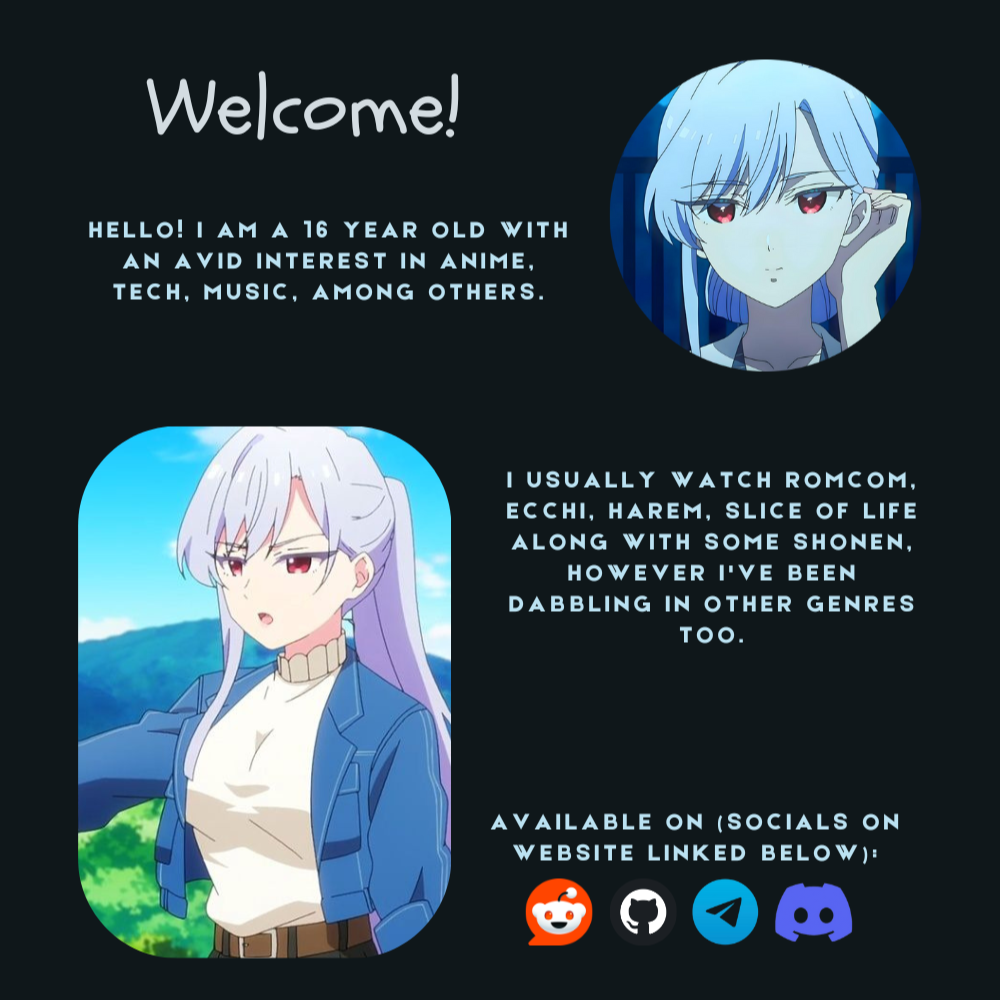 Welcome!
HELLO! I AM A 16 YEAR OLD WITH
AN AVID INTEREST IN ANIME,
TECH, MUSIC, AMONG OTHERS.
I USUALLY WATCH ROMCOM,
ECCHI, HAREM, SLICE OF LIFE
ALONG WITH SOME SHONEN,
HOWEVER I'VE BEEN
DABBLING IN OTHER GENRES
TOO.
AVAILABLE ON (SOCIALS ON
WEBSITE LINKED BELOW):